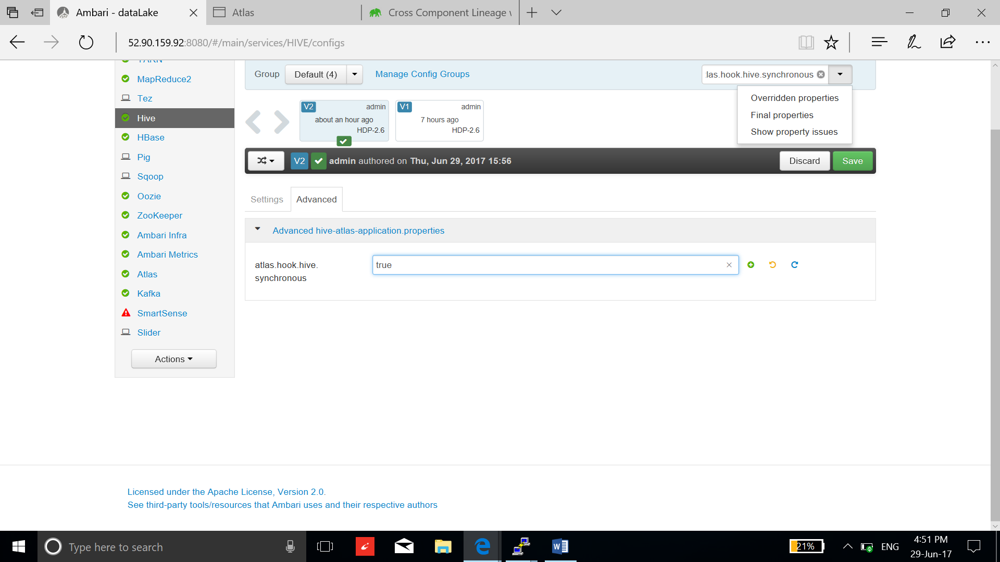 Ambari - dataLake
Atlas
Cross Component Lineage
52.90.159.92:8080/#/main/services/HIVE/configs
YARN
MapReduce2
Tez
Hive
HBase
Pig
Sqoop
Oozie
ZooKeeper
Ambari Infra
Ambari Metrics
Atlas
Kafka
SmartSense
Slider
Actions
Group
Default (4)
Manage Config Groups
tlas.hook.hive.synchronous
Overridden properties
Final properties
Show property issues
V2 admin
about an hour ago
HDP-2.6
V1 admin
7 hours ago
HDP-2.6
V2 admin authored on Thu, Jun 29, 2017 15:56
Discard
Save
Settings
Advanced
Advanced hive-atlas-application.properties
atlas.hook.hive.
synchronous
true
Licensed under the Apache License, Version 2.0.
See third-party tools/resources that Ambari uses and their respective authors
Type here to search
21%
ENG
4:51 PM
29-Jun-17